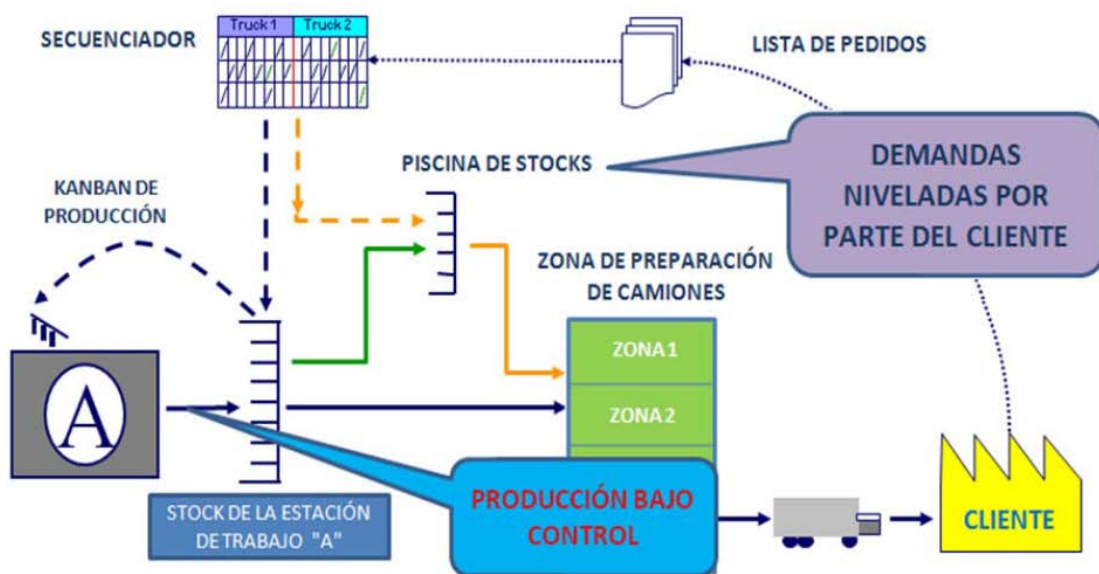 Truck 1 Truck 2
SECUENCIADOR
LISTA DE PEDIDOS
DEMANDAS
NIVELADAS POR
PARTE DEL CLIENTE
PISCINA DE STOCKS
KANBAN DE
PRODUCCIÓN
ZONA DE PREPARACIÓN
DE CAMIONES
ZONA 1
ZONA 2
A
PRODUCCIÓN BAJO
CONTROL
STOCK DE LA ESTACIÓN
DE TRABAJO "A"
CLIENTE